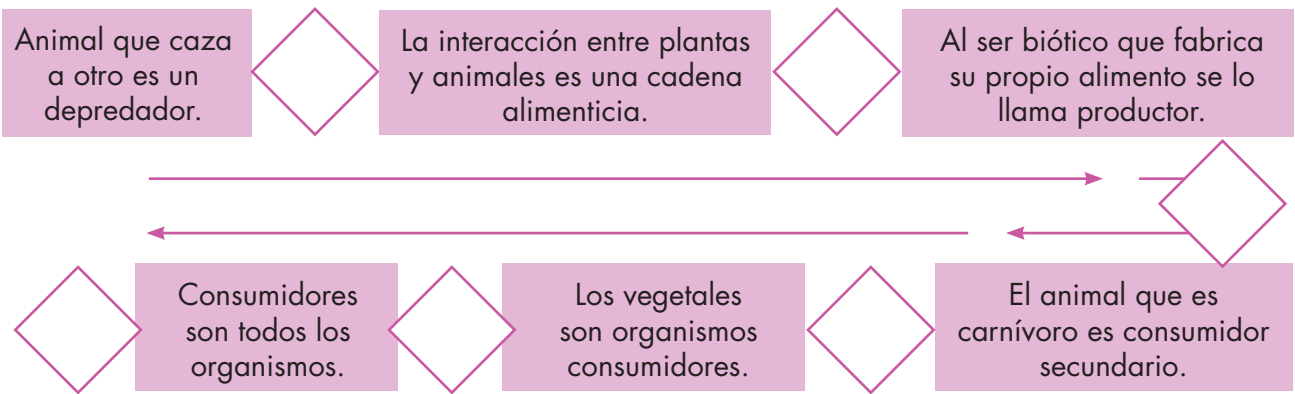 Animal que caza
a otro es un
depredador.
La interacción entre plantas
y animales es una cadena
alimenticia.
Al ser biótico que fabrica
su propio alimento se lo
llama productor.
El animal que es
carnívoro es consumidor
secundario.
Los vegetales
son organismos
consumidores.
Consumidores
son todos los
organismos.